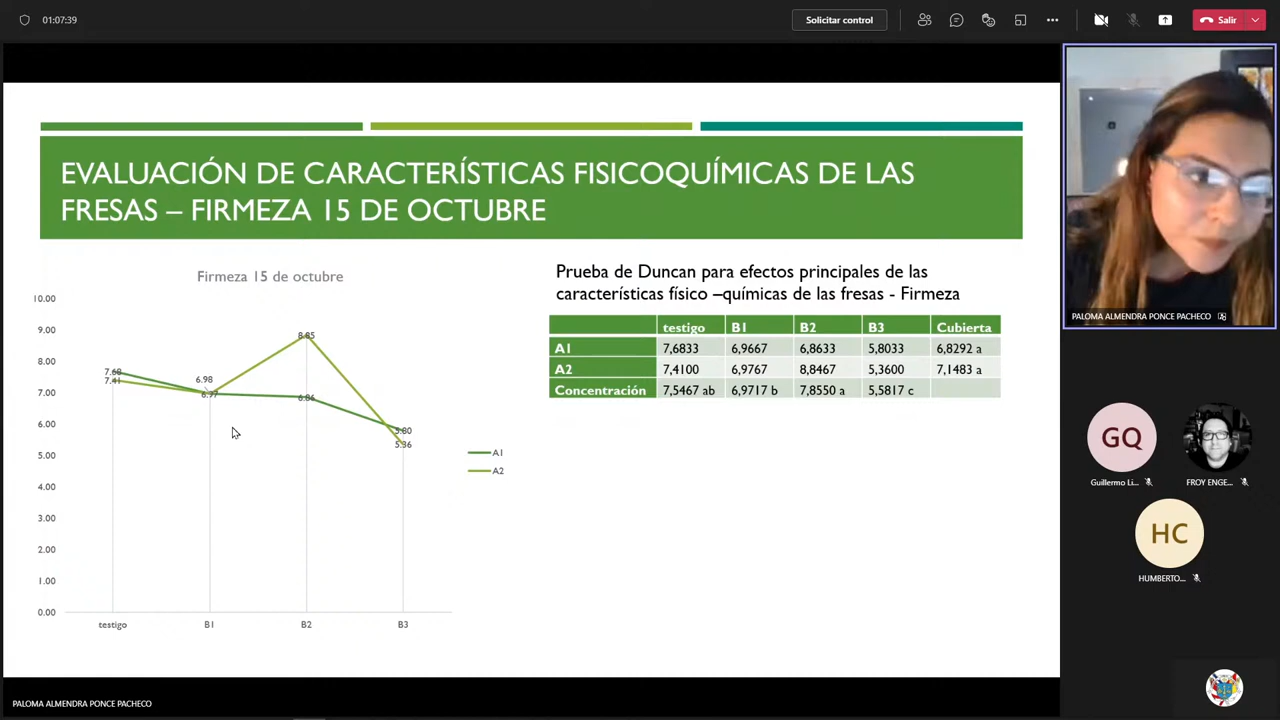 01:07:39
Solicitar control
Salir
EVALUACIÓN DE CARACTERÍSTICAS FISICOQUÍMICAS DE LAS
FRESAS – FIRMEZA 15 DE OCTUBRE
Firmeza 15 de octubre
10.00
9.00
8.00
7.00
6.00
5.00
4.00
3.00
2.00
1.00
0.00
7.68
7.41
6.98
6.97
8.85
6.86
5.80
5.36
testigo B1 B2 B3
A1
A2
Prueba de Duncan para efectos principales de las
características físico –químicas de las fresas - Firmeza
testigo B1 B2 B3 Cubierta
A1 7,6833 6,9667 6,8633 5,8033 6,8292 a
A2 7,4100 6,9767 8,8467 5,3600 7,1483 a
Concentración 7,5467 ab 6,9717 b 7,8550 a 5,5817 c
PALOMA ALMENDRA PONCE PACHECO
GQ
Guillermo Li...
FROY ENGE...
HC
HUMBERTO...
PALOMA ALMENDRA PONCE PACHECO